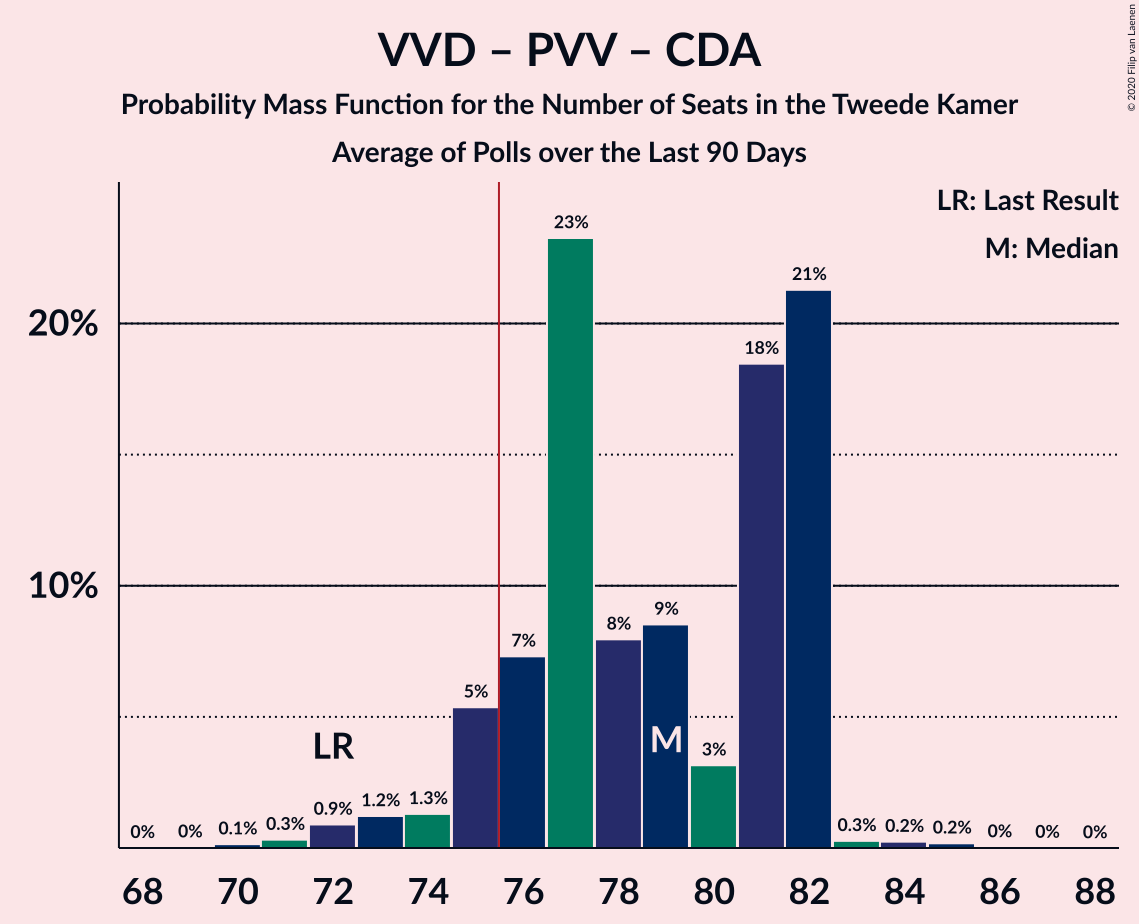 VVD – PVV – CDA
Probability Mass Function for the Number of Seats in the Tweede Kamer
Average of Polls over the Last 90 Days
© 2020 Filip van Laenen
LR: Last Result
M: Median
20%
10%
0%
0%
0.1%
0.3%
0.9%
1.2%
1.3%
5%
7%
23%
8%
9%
3%
18%
21%
0.3%
0.2%
0.2%
0%
0%
0%
LR
M
68 70 72 74 76 78 80 82 84 86 88